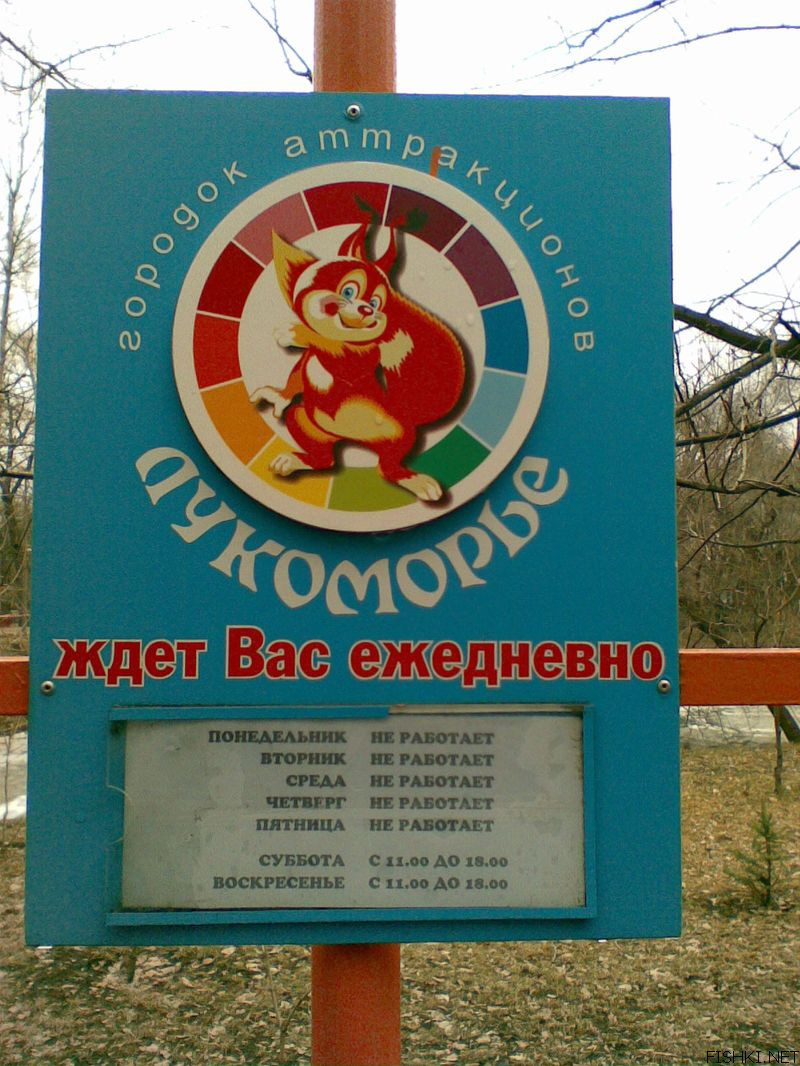 городок аттракционов
Лукоморье
ждет Вас ежедневно
ПОНЕДЕЛЬНИК НЕ РАБОТАЕТ
ВТОРНИК НЕ РАБОТАЕТ
СРЕДА НЕ РАБОТАЕТ
ЧЕТВЕРГ НЕ РАБОТАЕТ
ПЯТНИЦА НЕ РАБОТАЕТ
СУББОТА С 11.00 ДО 18.00
ВОСКРЕСЕНЬЕ С 11.00 ДО 18.00
FISHKI.NET